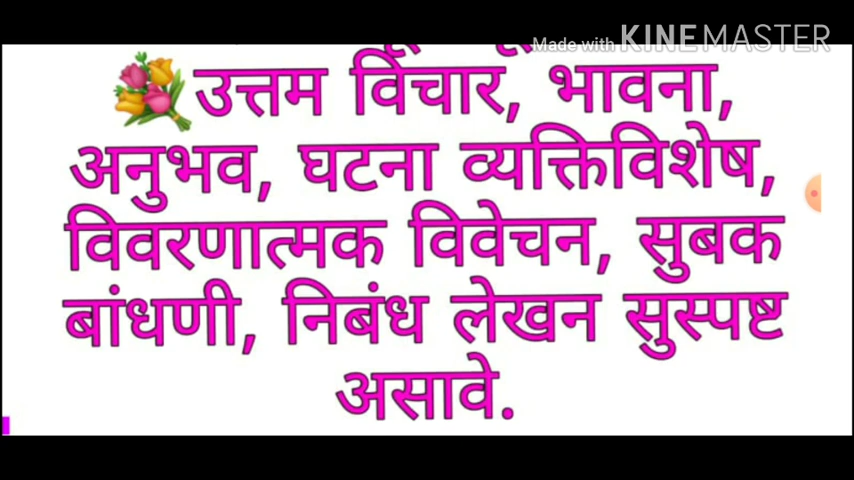 Made with KINEMASTER
उत्तम विचार, भावना,
अनुभव, घटना व्यक्तिविशेष,
विवरणात्मक विवेचन, सुबक
बांधणी, निबंध लेखन सुस्पष्ट
असावे.